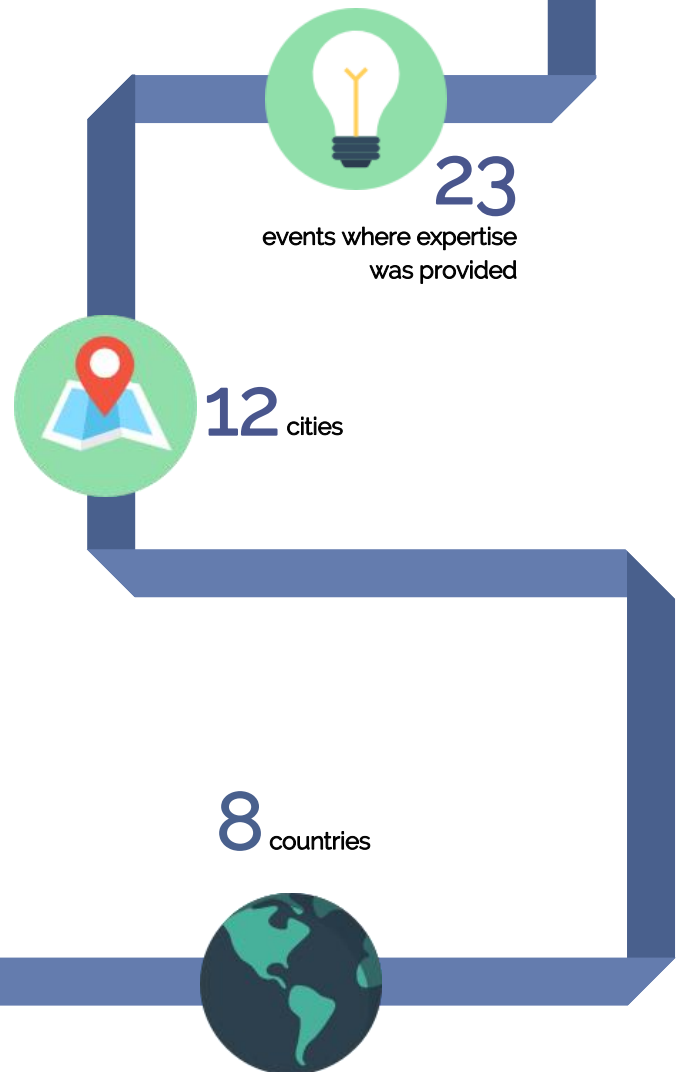 23
events where expertise
was provided
12 cities
8 countries